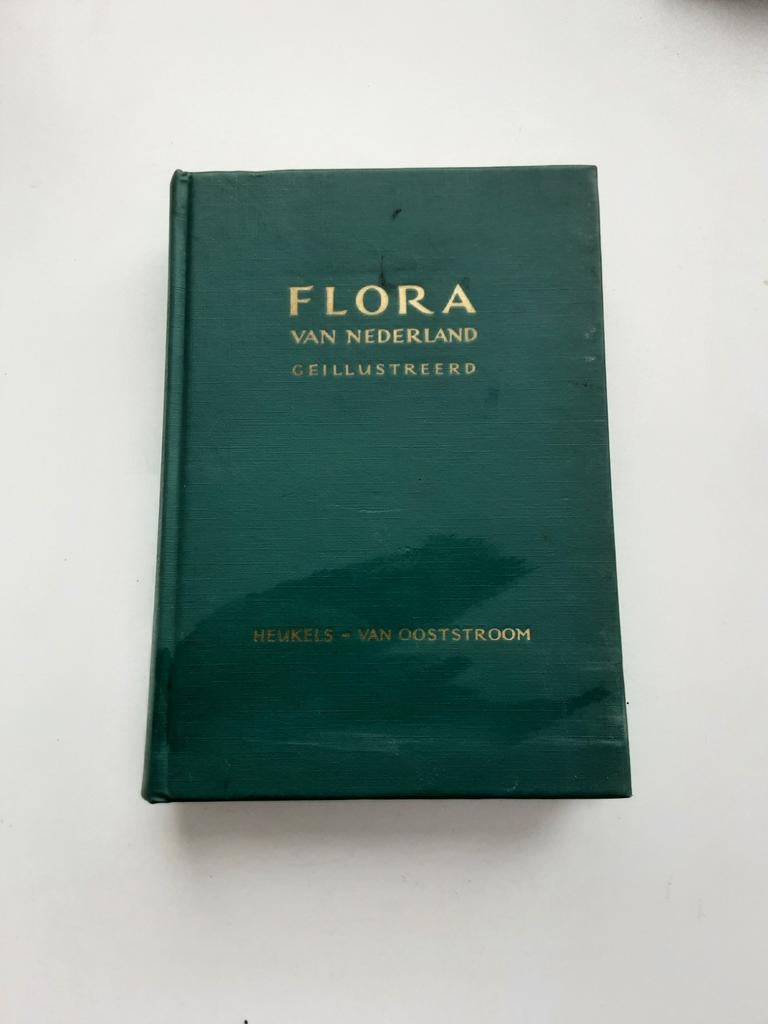 FLORA
VAN NEDERLAND
GEILLUSTREERD
HEUKELS - VAN OOSTSTROOM